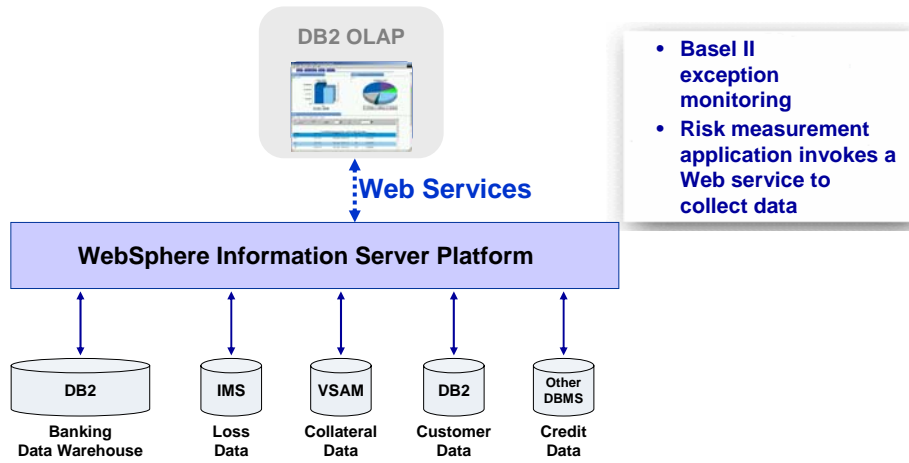 DB2 OLAP
• Basel II
exception
monitoring
• Risk measurement
application invokes a
Web service to
collect data
Web Services
WebSphere Information Server Platform
DB2
IMS
VSAM
DB2
Other
DBMS
Banking
Data Warehouse
Loss
Data
Collateral
Data
Customer
Data
Credit
Data